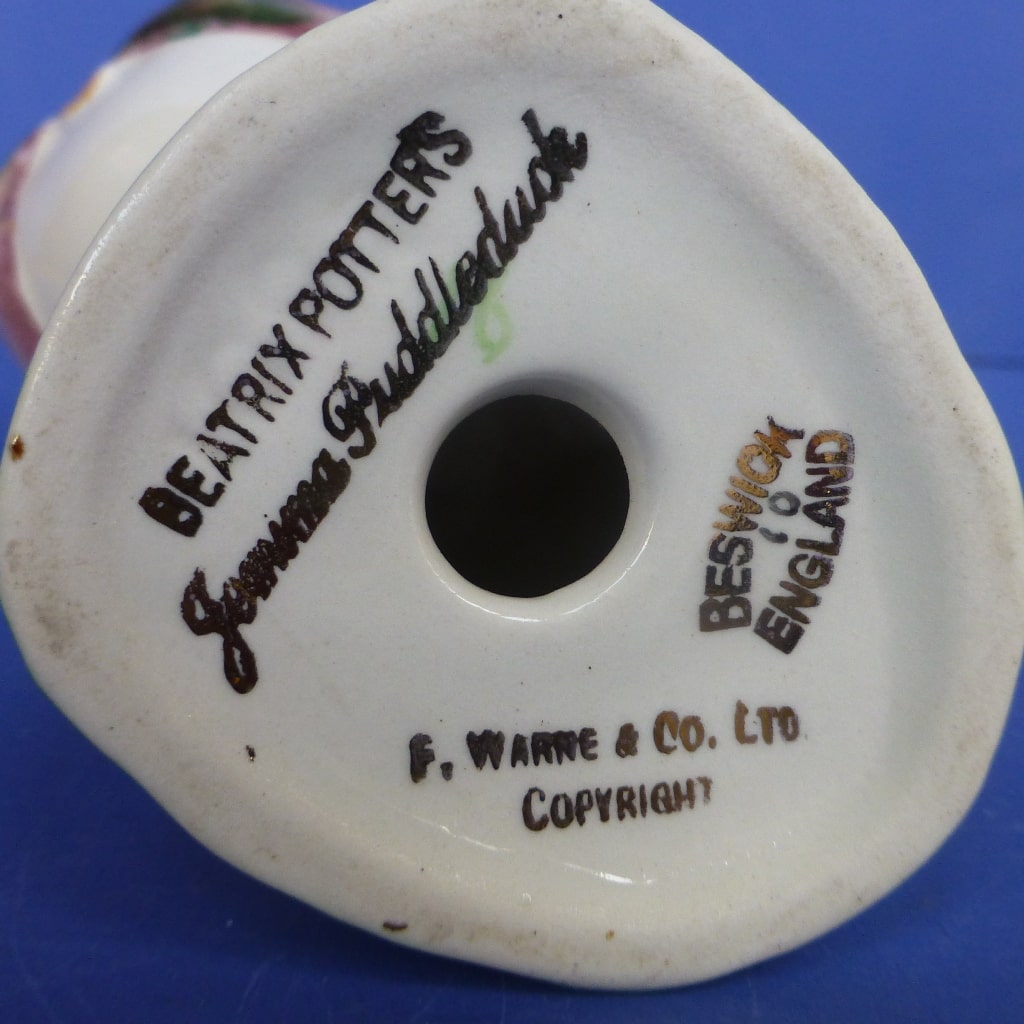 BEATRIX POTTER'S
Jemima Puddleduck
BESWICK
ENGLAND
F. WARNE & CO. LTD.
COPYRIGHT